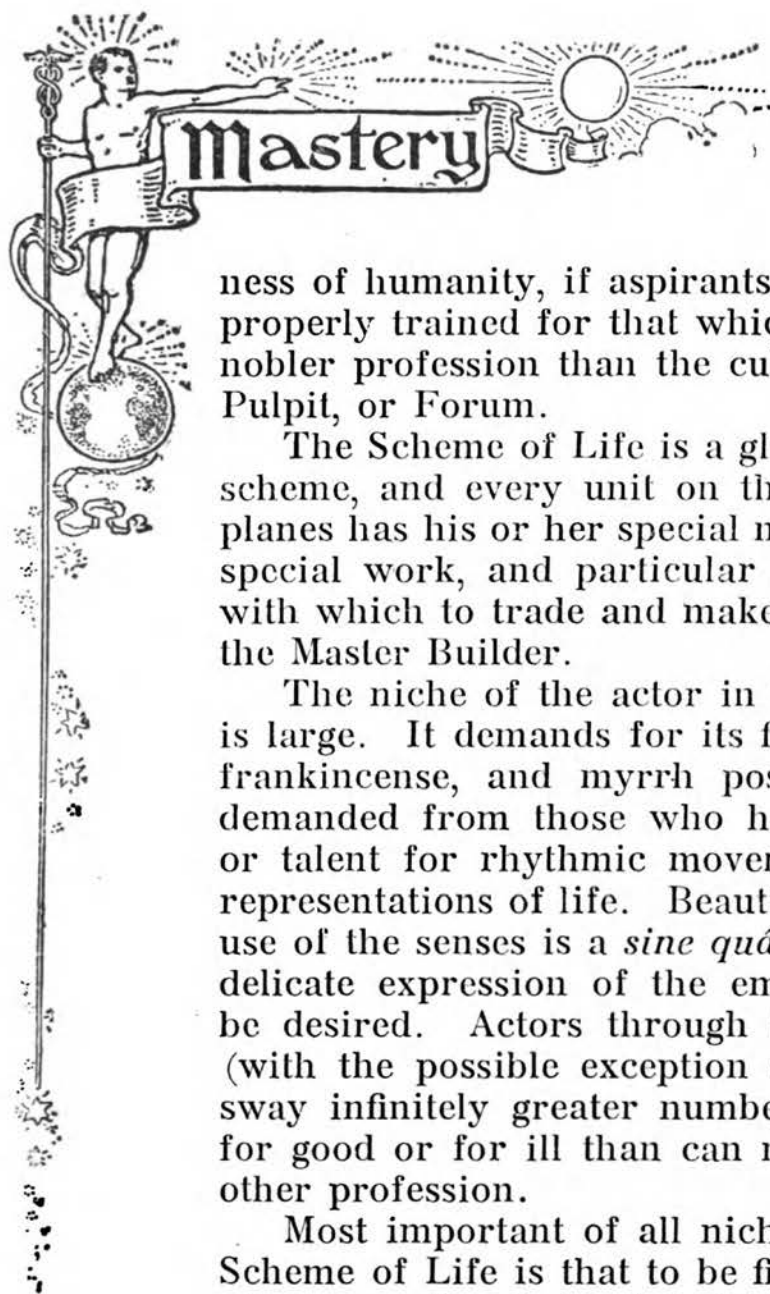 Mastery
ness of humanity, if aspirants
properly trained for that whic
nobler profession than the cu
Pulpit, or Forum.
The Scheme of Life is a gl
scheme, and every unit on th
planes has his or her special n
special work, and particular
with which to trade and make
the Master Builder.
The niche of the actor in
is large. It demands for its f
frankincense, and myrrh pos
demanded from those who h
or talent for rhythmic mover
representations of life. Beaut
use of the senses is a sine quâ
delicate expression of the em
be desired. Actors through
(with the possible exception
sway infinitely greater numbe
for good or for ill than can
other profession.
Most important of all nich
Scheme of Life is that to be fi